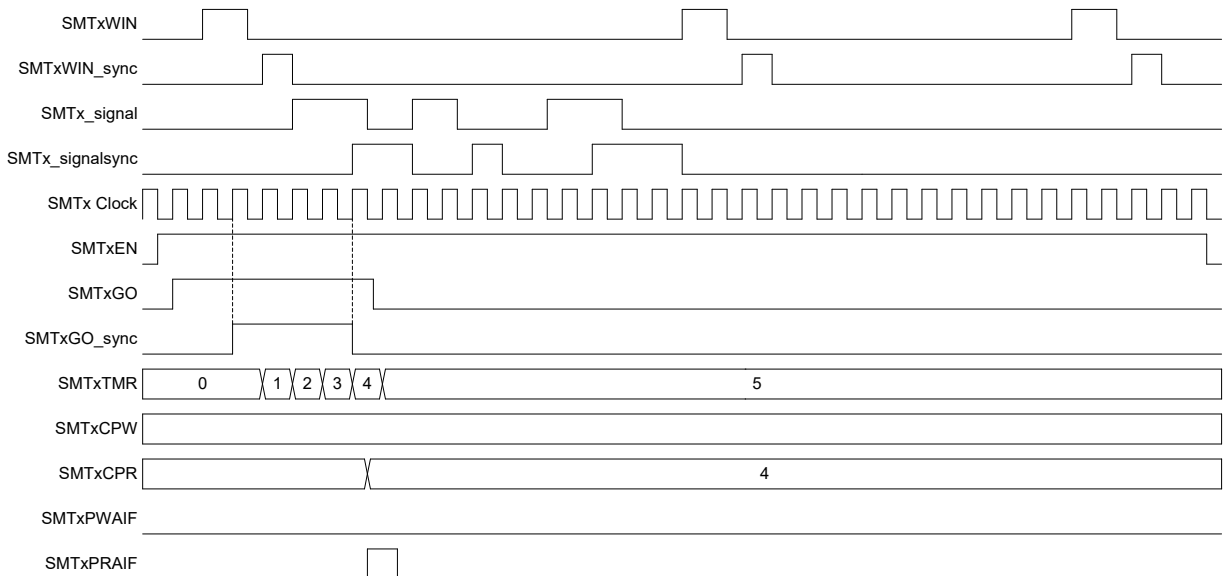 SMTxWIN
SMTxWIN_sync
SMTx_signal
SMTx_signalsync
SMTx Clock
SMTxEN
SMTxGO
SMTxGO_sync
SMTxTMR 0 1 2 3 4 5
SMTxCPW
SMTxCPR 4
SMTxPWAIF
SMTxPRAIF